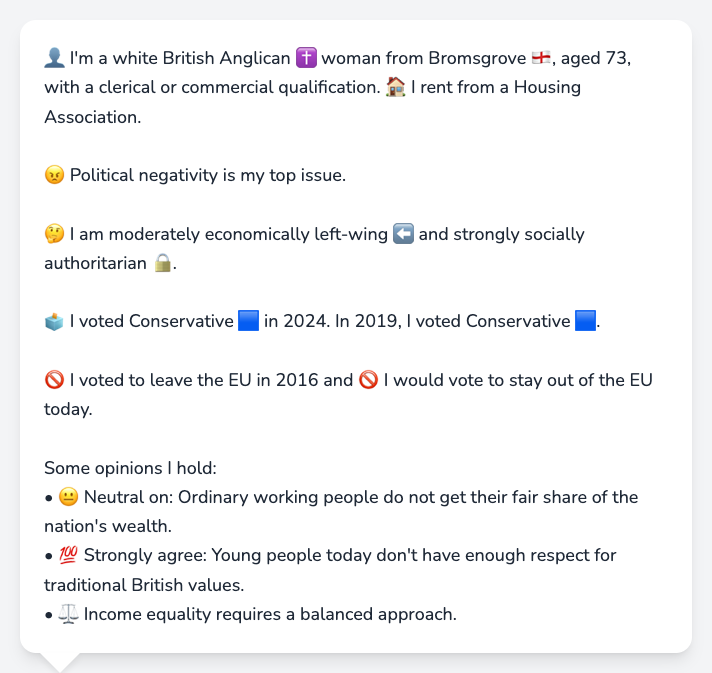 👤 I'm a white British Anglican ✝️ woman from Bromsgrove 🏴󠁧󠁢󠁥󠁮󠁧󠁿, aged 73,
with a clerical or commercial qualification. 🏠 I rent from a Housing
Association.
😠 Political negativity is my top issue.
🤔 I am moderately economically left-wing ⬅️ and strongly socially
authoritarian 🔒.
🗳️ I voted Conservative 🟦 in 2024. In 2019, I voted Conservative 🟦.
🚫 I voted to leave the EU in 2016 and 🚫 I would vote to stay out of the EU
today.
Some opinions I hold:
• 😐 Neutral on: Ordinary working people do not get their fair share of the
nation's wealth.
• 💯 Strongly agree: Young people today don't have enough respect for
traditional British values.
• ⚖️ Income equality requires a balanced approach.